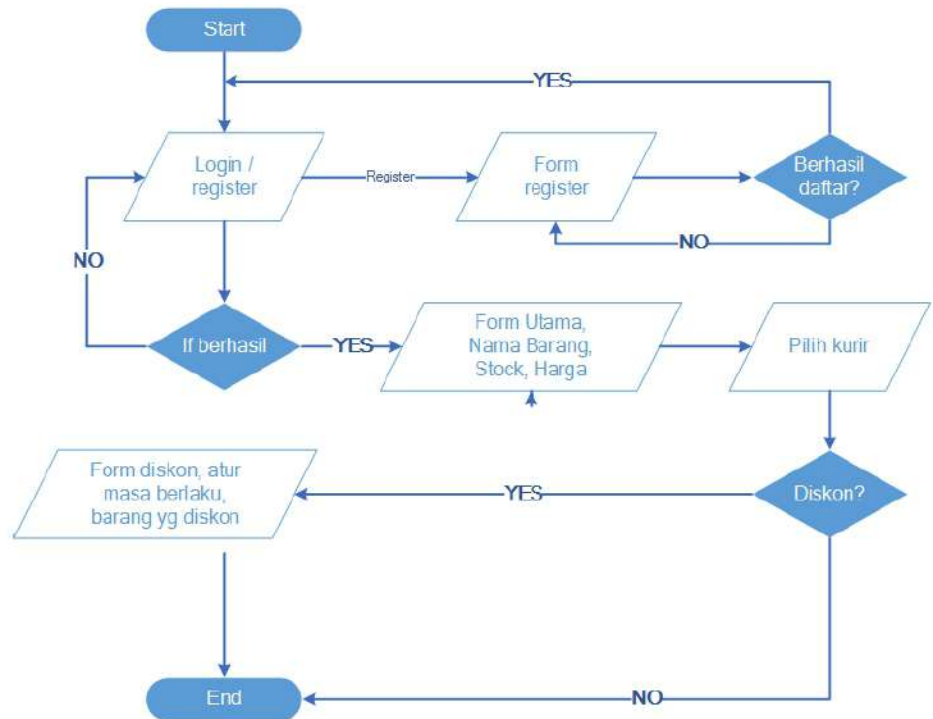 Start
YES
Login /
register
Register
Form
register
Berhasil
daftar?
NO
NO
If berhasil
YES
Form Utama,
Nama Barang,
Stock, Harga
Pilih kurir
Form diskon, atur
masa berlaku,
barang yg diskon
YES
Diskon?
End
NO